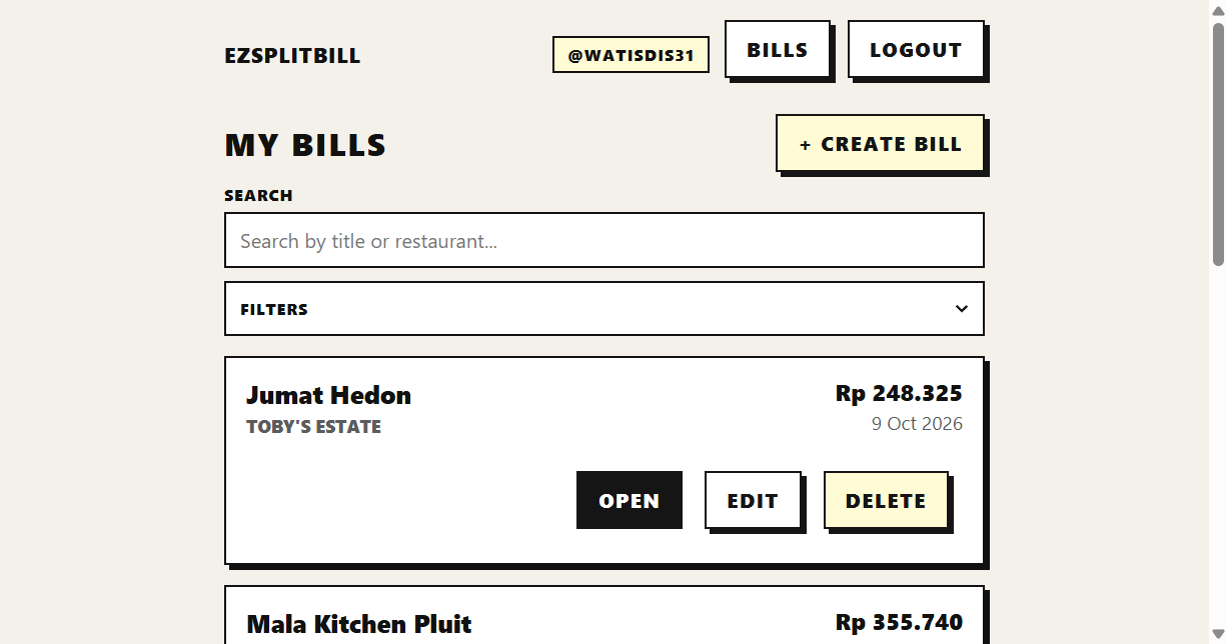 EZSPLITBILL
@WATISDIS31
BILLS
LOGOUT
MY BILLS
+ CREATE BILL
SEARCH
Search by title or restaurant...
FILTERS
Jumat Hedon
Rp 248.325
TOBY'S ESTATE
9 Oct 2026
OPEN
EDIT
DELETE
Mala Kitchen Pluit
Rp 355.740